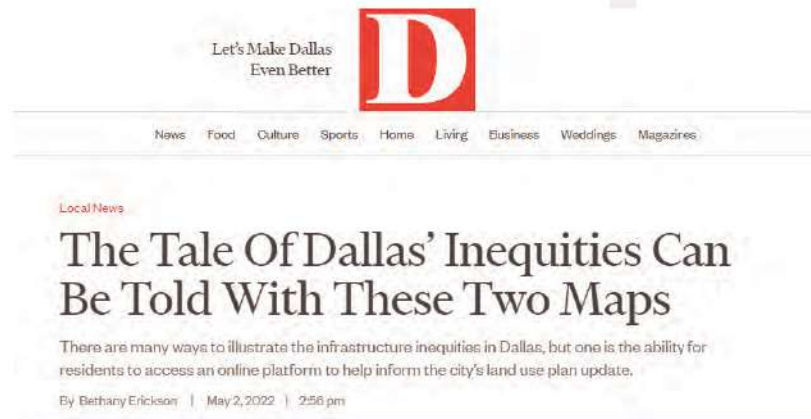 Let's Make Dallas
Even Better
D
News Food Culture Sports Home Living Business Weddings Magazines
Local News
The Tale Of Dallas' Inequities Can
Be Told With These Two Maps
There are many ways to illustrate the infrastructure inequities in Dallas, but one is the ability for
residents to access an online platform to help inform the city's land use plan update.
By Bethany Erickson | May 2, 2022 | 2:56 pm